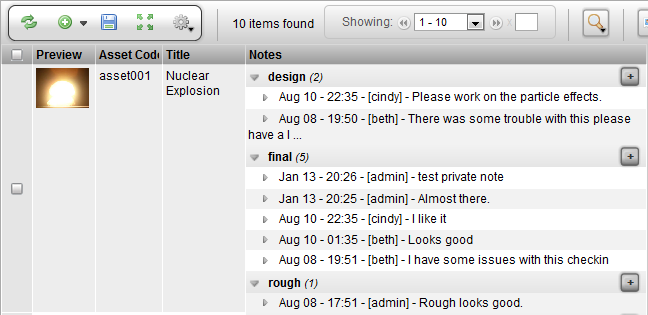 10 items found
Showing:
1 - 10
x
Preview
Asset Code
Title
Notes
asset001
Nuclear
Explosion
design (2)
Aug 10 - 22:35 - [cindy] - Please work on the particle effects.
Aug 08 - 19:50 - [beth] - There was some trouble with this please
have a l ...
final (5)
Jan 13 - 20:26 - [admin] - test private note
Jan 13 - 20:25 - [admin] - Almost there.
Aug 10 - 22:35 - [cindy] - I like it
Aug 10 - 01:35 - [beth] - Looks good
Aug 08 - 19:51 - [beth] - I have some issues with this checkin
rough (1)
Aug 08 - 17:51 - [admin] - Rough looks good.